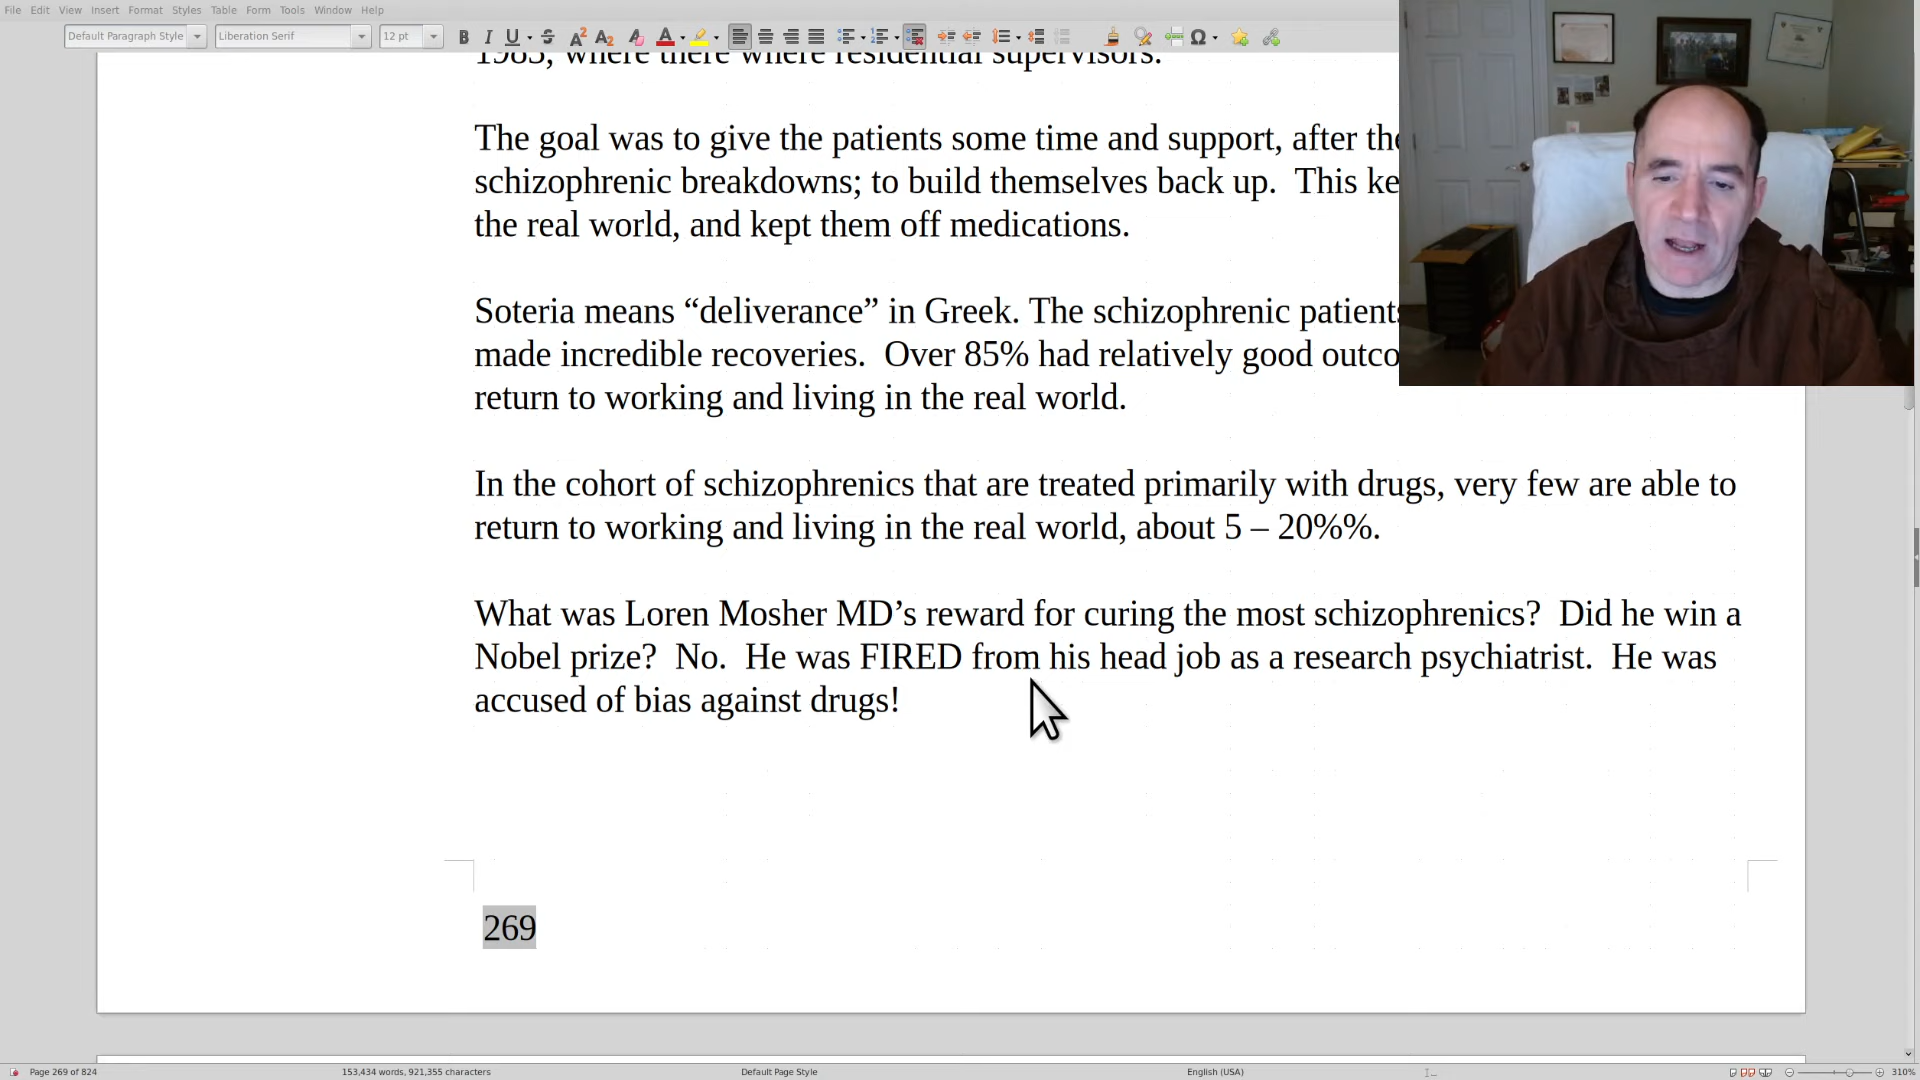 File Edit View Insert Format Styles Table Form Tools Window Help
Default Paragraph Style Liberation Serif 12 pt
1983, where there where residential supervisors.
The goal was to give the patients some time and support, after the
schizophrenic breakdowns; to build themselves back up. This ke
the real world, and kept them off medications.
Soteria means “deliverance” in Greek. The schizophrenic patients
made incredible recoveries. Over 85% had relatively good outco
return to working and living in the real world.
In the cohort of schizophrenics that are treated primarily with drugs, very few are able to
return to working and living in the real world, about 5 – 20%%.
What was Loren Mosher MD’s reward for curing the most schizophrenics? Did he win a
Nobel prize? No. He was FIRED from his head job as a research psychiatrist. He was
accused of bias against drugs!
269
Page 269 of 824 153,434 words, 921,355 characters Default Page Style English (USA) 310%